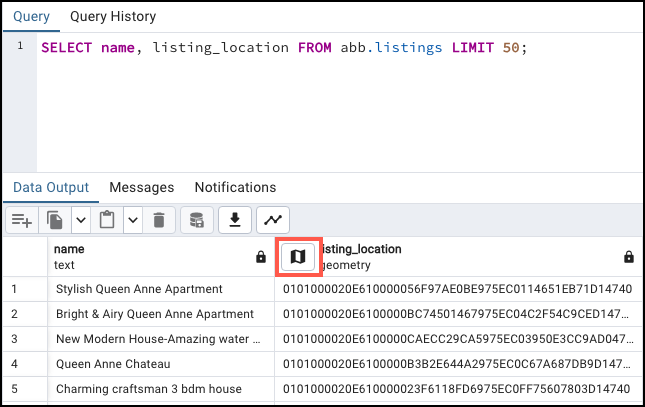 Query Query History
1 SELECT name, listing_location FROM abb.listings LIMIT 50;
Data Output Messages Notifications
name isting_location
text geometry
1 Stylish Queen Anne Apartment 0101000020E610000056F97AE0BE975EC0114651EB71D14740
2 Bright & Airy Queen Anne Apartment 0101000020E6100000BC74501467975EC04C2F54C9CED147...
3 New Modern House-Amazing water ... 0101000020E6100000CAECC29CA5975EC03950E3CC9AD047...
4 Queen Anne Chateau 0101000020E6100000B3B2E644A2975EC0C67A687DB9D147...
5 Charming craftsman 3 bdm house 0101000020E610000023F6118FD6975EC0FF75607803D14740